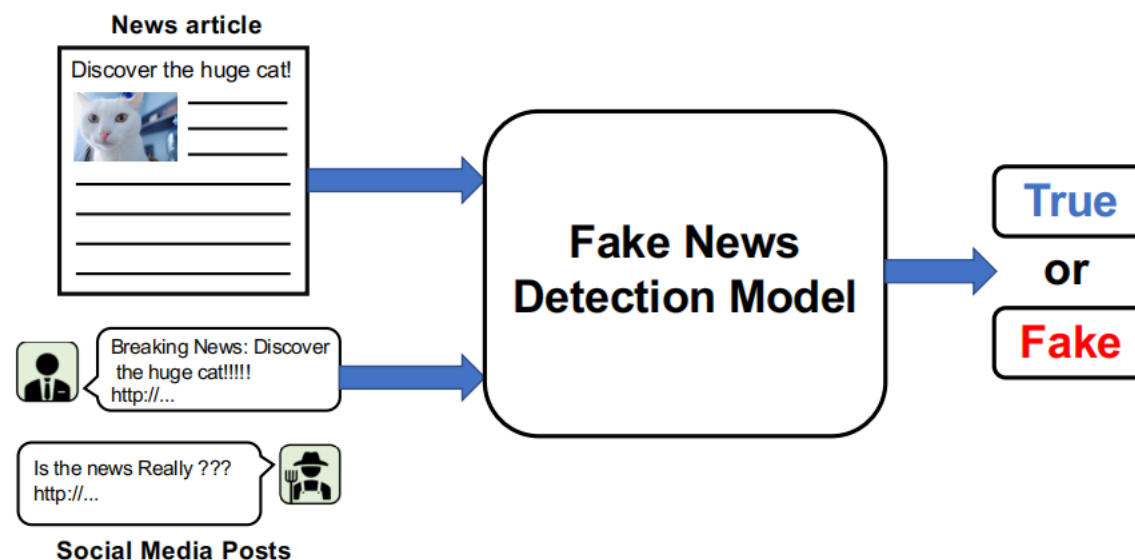 News article
Discover the huge cat!
Breaking News: Discover
the huge cat!!!!!
http://...
Is the news Really ???
http://...
Social Media Posts
Fake News
Detection Model
True
or
Fake